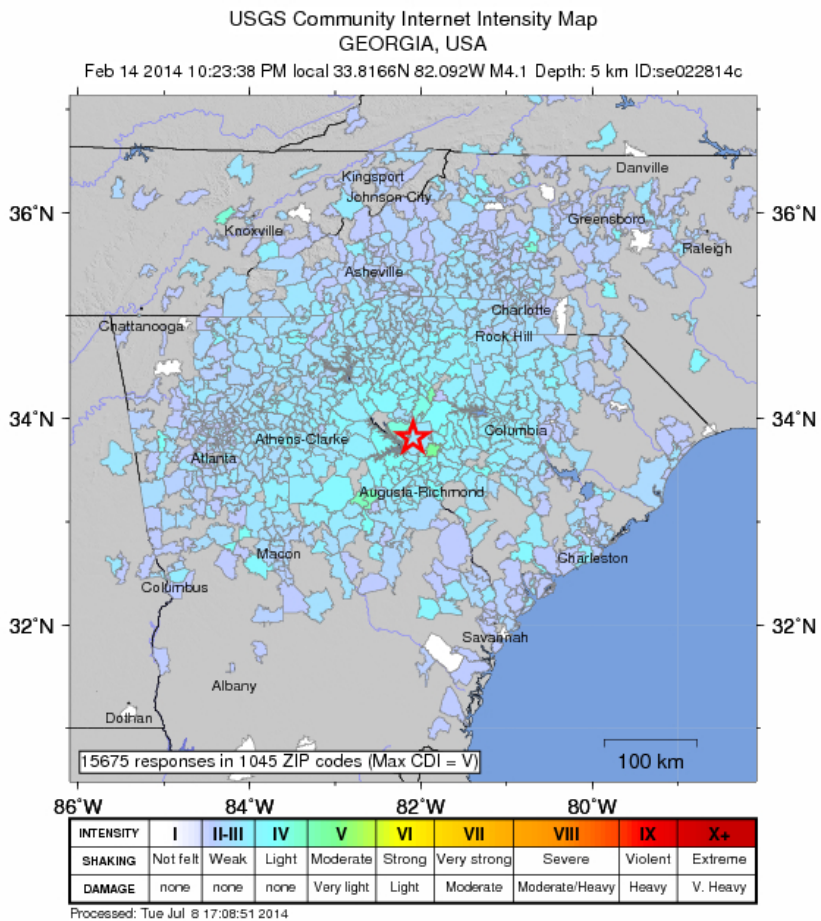 USGS Community Internet Intensity Map
GEORGIA, USA
Feb 14 2014 10:23:38 PM local 33.8166N 82.092W M4.1 Depth: 5 km ID:se022814c
Danville
Kingsport
Johnson City
36°N
Greensboro
36°N
Knoxville
Raleigh
Asheville
Charlotte
Chattanooga
Rock Hill
34°N
34°N
Athens-Clarke
Columbia
Atlanta
Augusta-Richmond
Macon
Charleston
Columbus
32°N
32°N
Savannah
Albany
Dothan
15675 responses in 1045 ZIP codes (Max CDI = V)
100 km
86°W 84°W 82°W 80°W
INTENSITY I II-III IV V VI VII VIII IX X+
SHAKING Not felt Weak Light Moderate Strong Very strong Severe Violent Extreme
DAMAGE none none none Very light Light Moderate Moderate/Heavy Heavy V. Heavy
Processed: Tue Jul 8 17:08:51 2014